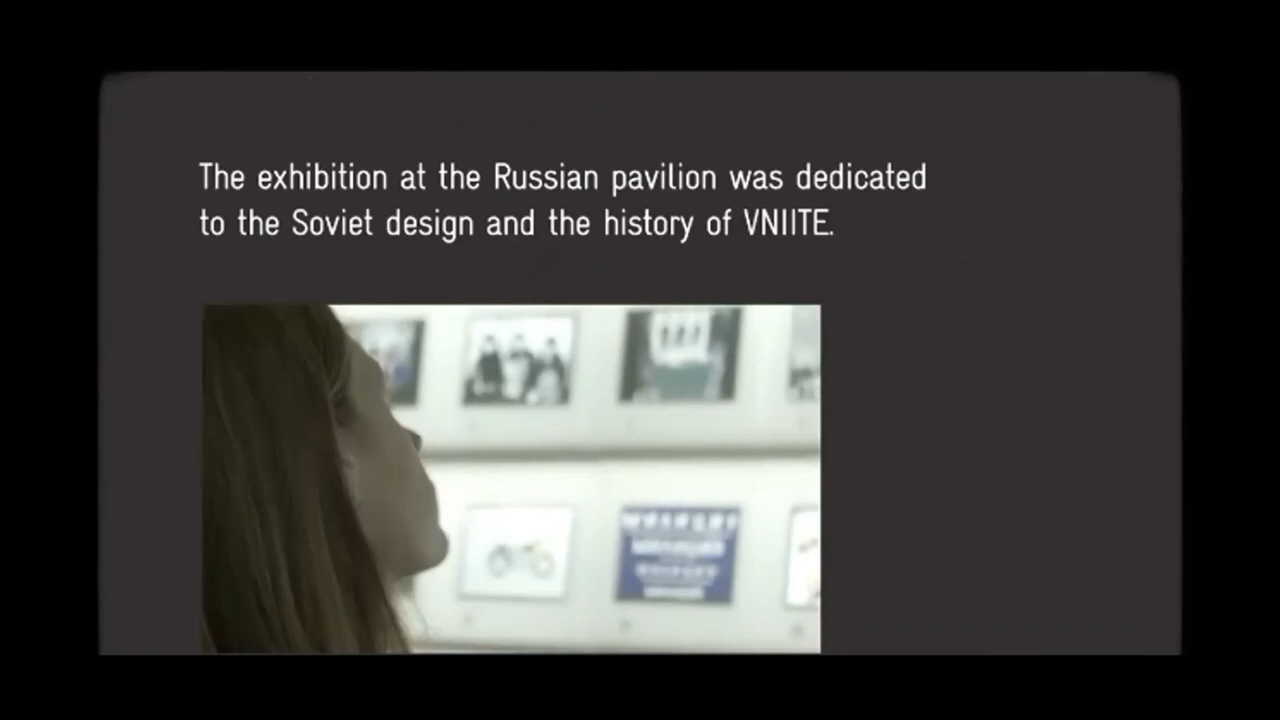 The exhibition at the Russian pavilion was dedicated
to the Soviet design and the history of VNIITE.